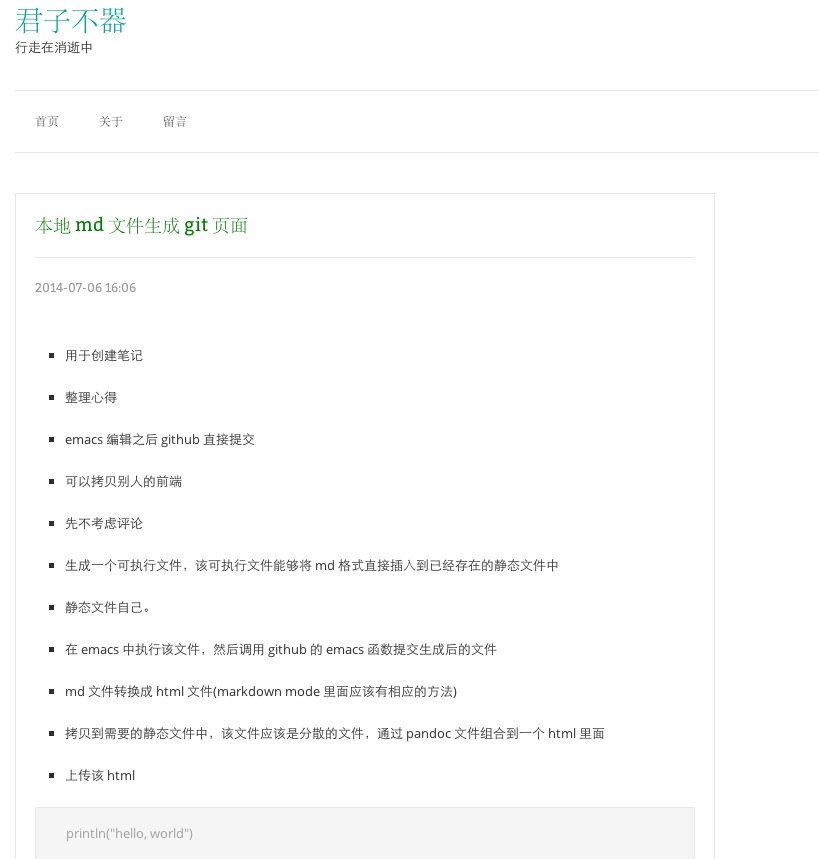 君子不器
行走在消逝中
首页 关于 留言
本地 md 文件生成 git 页面
2014-07-06 16:06
用于创建笔记
整理心得
emacs 编辑之后 github 直接提交
可以拷贝别人的前端
先不考虑评论
生成一个可执行文件，该可执行文件能够将 md 格式直接插入到已经存在的静态文件中
静态文件自己。
在 emacs 中执行该文件，然后调用 github 的 emacs 函数提交生成后的文件
md 文件转换成 html 文件(markdown mode 里面应该有相应的方法)
拷贝到需要的静态文件中，该文件应该是分散的文件，通过 pandoc 文件组合到一个 html 里面
上传该 html
println("hello, world")